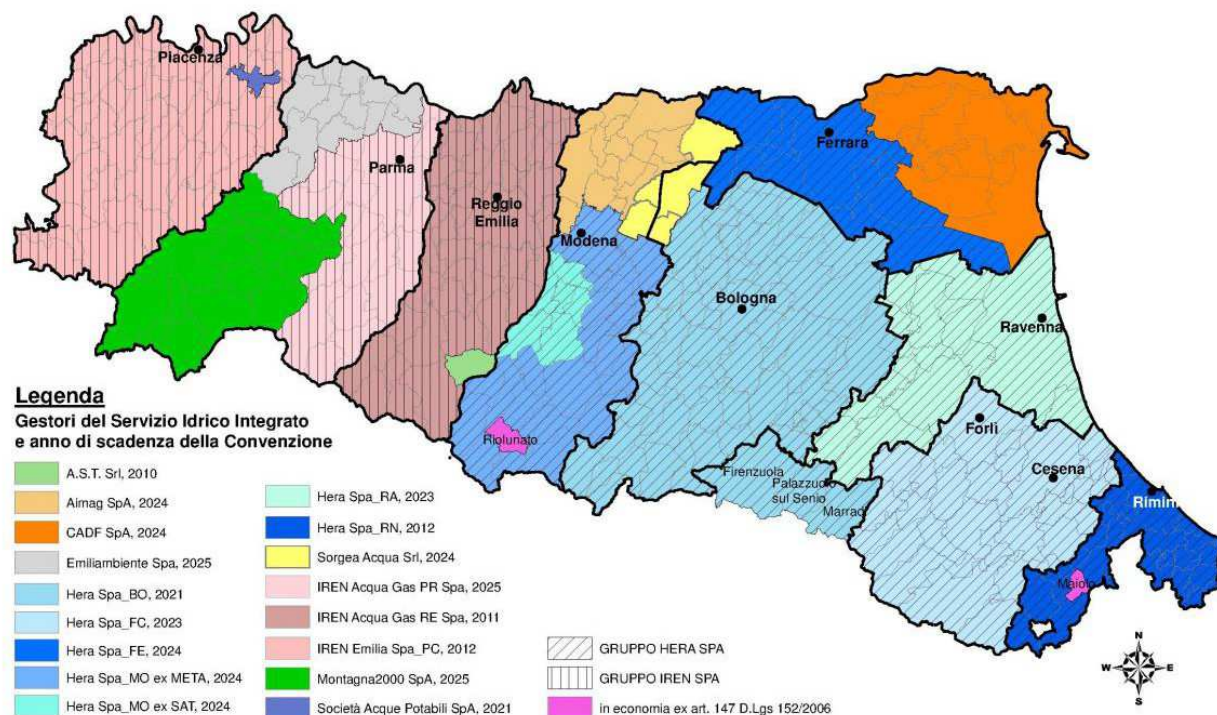 Piacenza
Parma
Reggio
Emilia
Modena
Ferrara
Bologna
Ravenna
Riolunato
Firenzuola
Palazzuolo
sul Senio
Marradi
Forlì
Cesena
Rimin
Maiolo
Legenda
Gestori del Servizio Idrico Integrato
e anno di scadenza della Convenzione
A.S.T. Srl, 2010
Aimag SpA, 2024
CADF SpA, 2024
Emiliambiente Spa, 2025
Hera Spa_BO, 2021
Hera Spa_FC, 2023
Hera Spa_FE, 2024
Hera Spa_MO ex META, 2024
Hera Spa_MO ex SAT, 2024
Hera Spa_RA, 2023
Hera Spa_RN, 2012
Sorgea Acqua Srl, 2024
IREN Acqua Gas PR Spa, 2025
IREN Acqua Gas RE Spa, 2011
IREN Emilia Spa_PC, 2012
Montagna2000 SpA, 2025
Società Acque Potabili SpA, 2021
GRUPPO HERA SPA
GRUPPO IREN SPA
in economia ex art. 147 D.Lgs 152/2006
N
W E
S